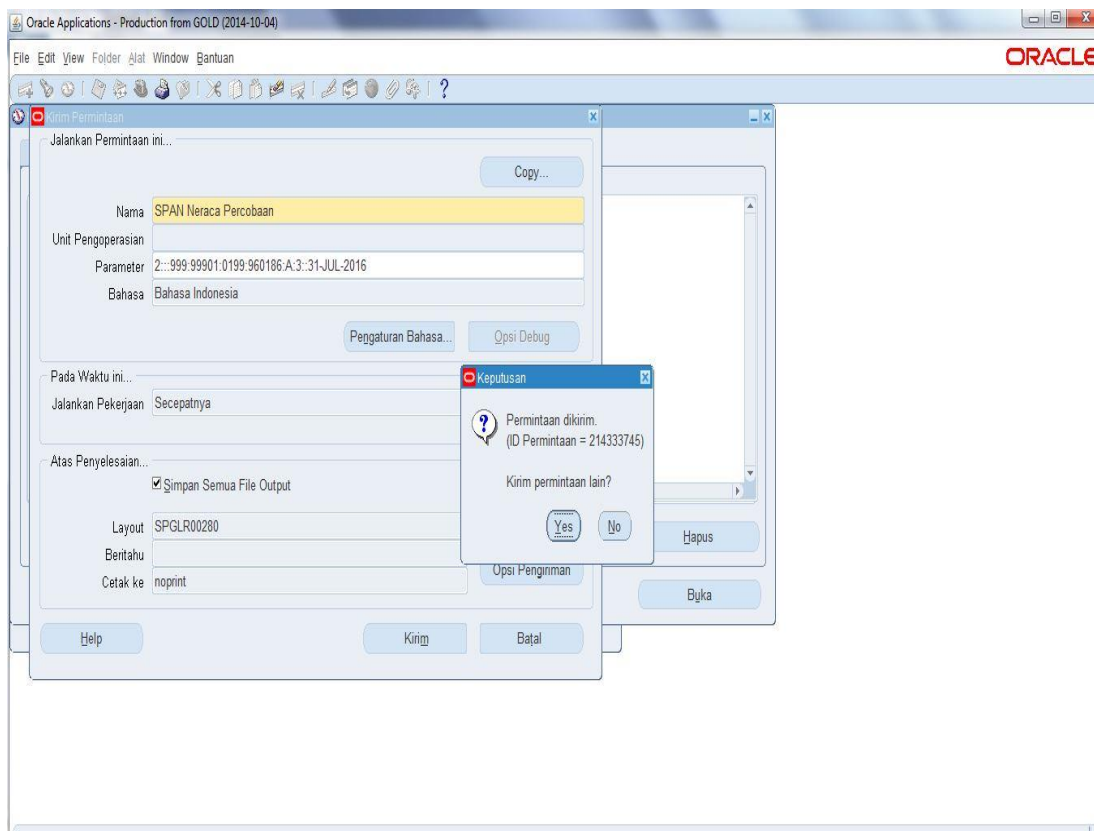 Oracle Applications - Production from GOLD (2014-10-04)
File Edit View Folder Alat Window Bantuan
ORACLE
Kirim Permintaan
Jalankan Permintaan ini...
Copy...
Nama SPAN Neraca Percobaan
Unit Pengoperasian
Parameter 2:::999:99901:0199:960186:A:3::31-JUL-2016
Bahasa Bahasa Indonesia
Pengaturan Bahasa... Opsi Debug
Pada Waktu ini...
Jalankan Pekerjaan Secepatnya
Keputusan
Permintaan dikirim.
(ID Permintaan = 214333745)
Kirim permintaan lain?
Yes No
Atas Penyelesaian...
Simpan Semua File Output
Layout SPGLR00280
Beritahu
Cetak ke noprint
Opsi Pengiriman
Hapus
Buka
Help Kirim Batal